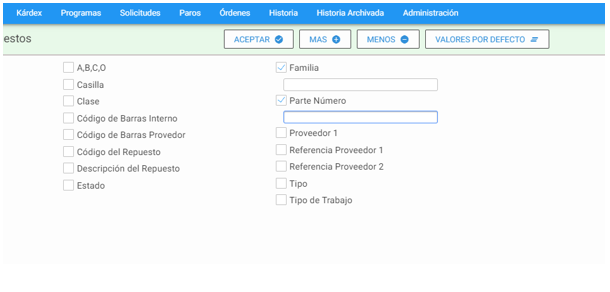 Kárdex Programas Solicitudes Paros Órdenes Historia Historia Archivada Administración
estos ACEPTAR MAS MENOS VALORES POR DEFECTO
A,B,C,O
Casilla
Clase
Código de Barras Interno
Código de Barras Provedor
Código del Repuesto
Descripción del Repuesto
Estado
Familia
Parte Número
Proveedor 1
Referencia Proveedor 1
Referencia Proveedor 2
Tipo
Tipo de Trabajo